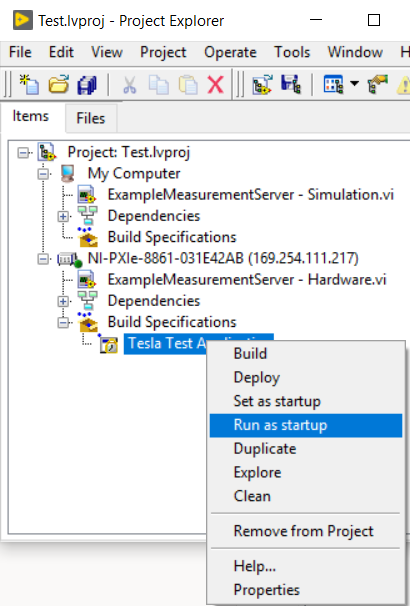 Test.lvproj - Project Explorer
File Edit View Project Operate Tools Window H
Items Files
Project: Test.lvproj
My Computer
ExampleMeasurementServer - Simulation.vi
Dependencies
Build Specifications
NI-PXIe-8861-031E42AB (169.254.111.217)
ExampleMeasurementServer - Hardware.vi
Dependencies
Build Specifications
Tesla Test
Build
Deploy
Set as startup
Run as startup
Duplicate
Explore
Clean
Remove from Project
Help...
Properties